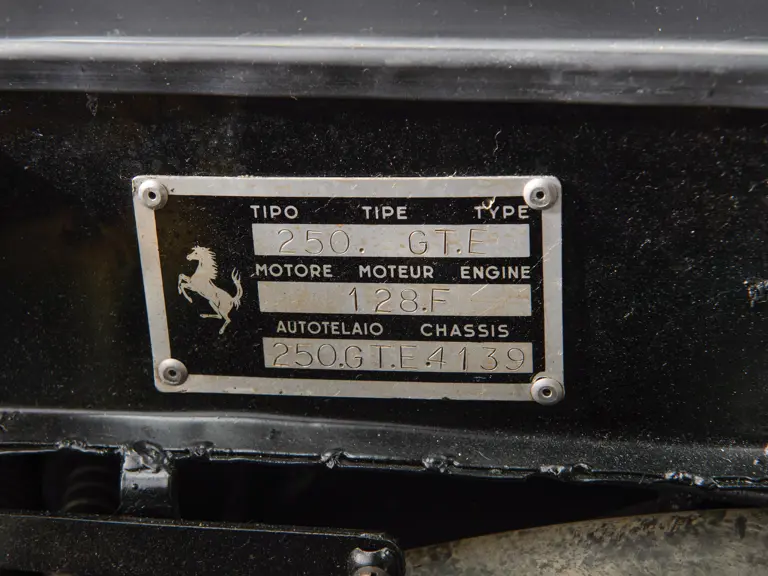 TIPO TIPE TYPE
250. GT.E
MOTORE MOTEUR ENGINE
128.F
AUTOTELAIO CHASSIS
250.GT.E.4139